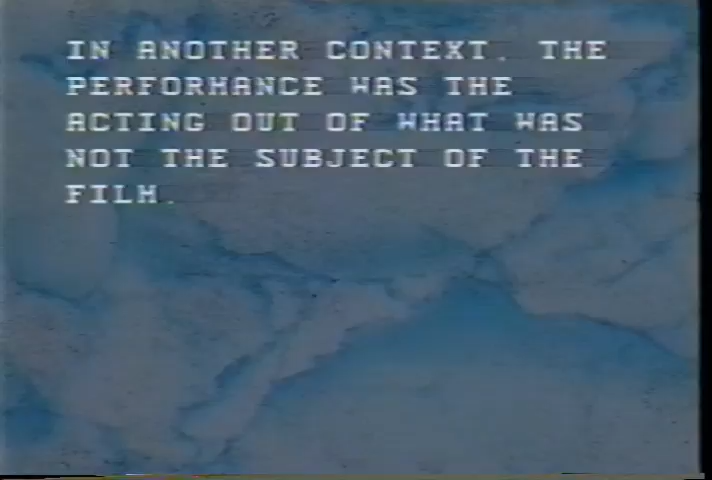 IN ANOTHER CONTEXT. THE
PERFORMANCE WAS THE
ACTING OUT OF WHAT WAS
NOT THE SUBJECT OF THE
FILM.